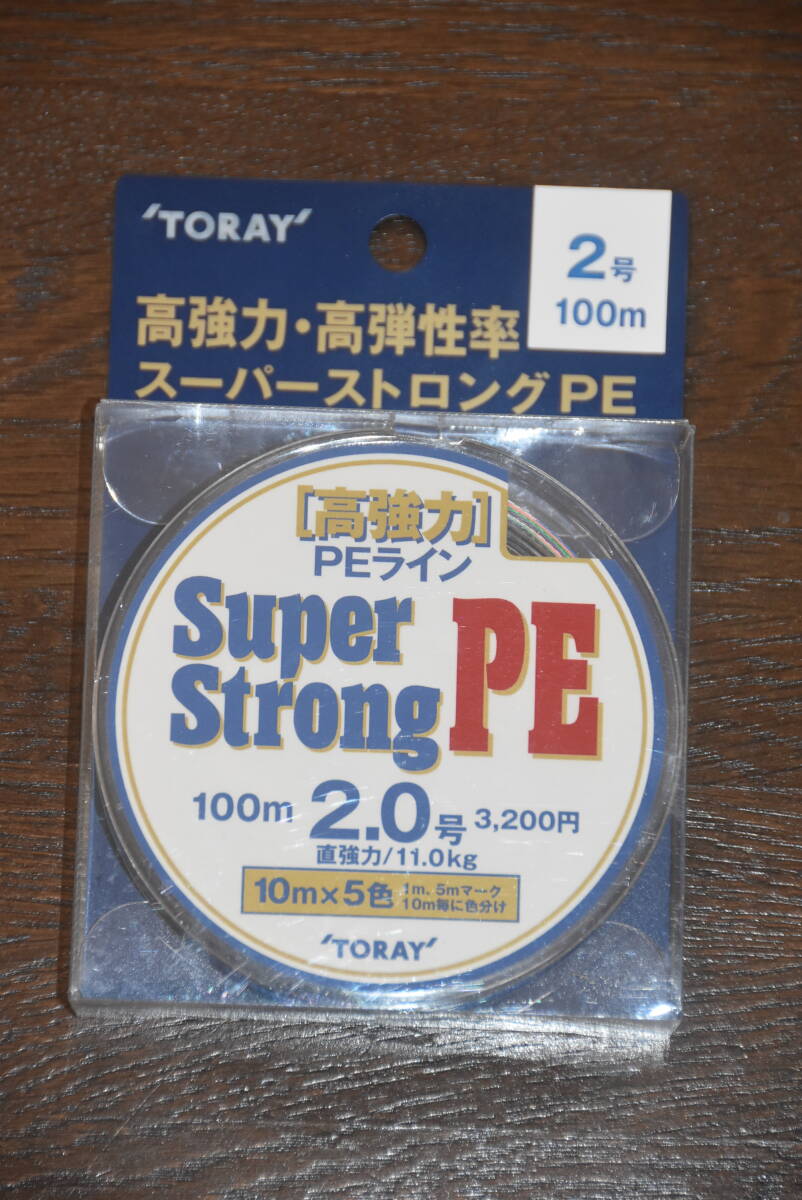 'TORAY'
2号
100m
高強力・高弾性率
スーパーストロングPE
[高強力]
PEライン
Super
Strong PE
100m 2.0号 3,200円
直強力/11.0kg
10m×5色 1m.5mマーク
10m毎に色分け
'TORAY'